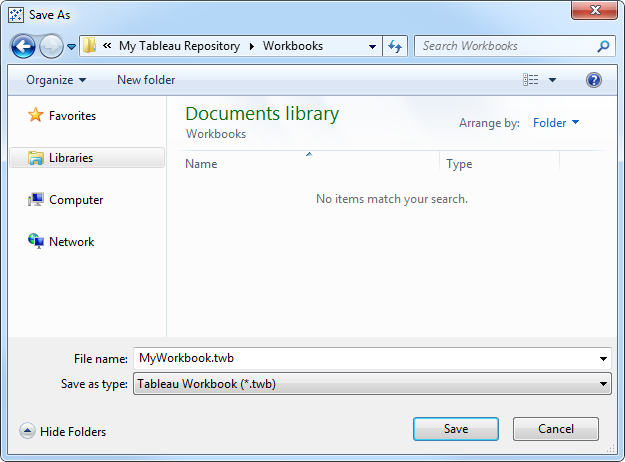 Save As
« My Tableau Repository Workbooks Search Workbooks
Organize New folder
Favorites
Libraries
Computer
Network
Documents library
Workbooks
Arrange by: Folder
Name Type
No items match your search.
File name: MyWorkbook.twb
Save as type: Tableau Workbook (*.twb)
Hide Folders Save Cancel